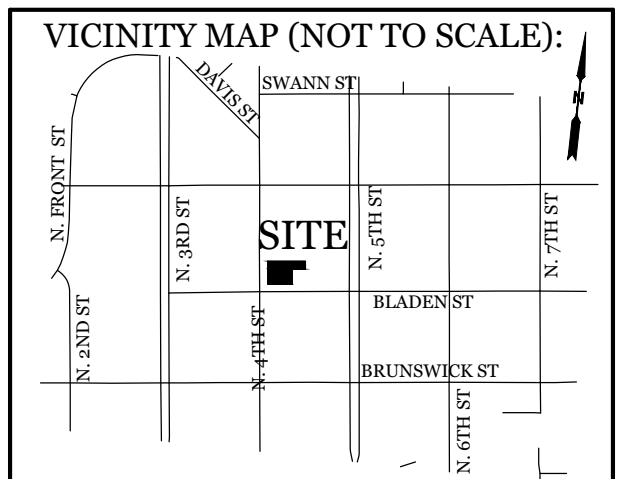 VICINITY MAP (NOT TO SCALE):
DAVIS ST
SWANN ST
N
N. FRONT ST
N. 3RD ST
SITE
N. 5TH ST
N. 7TH ST
N. 2ND ST
N. 4TH ST
BLADEN ST
BRUNSWICK ST
N. 6TH ST